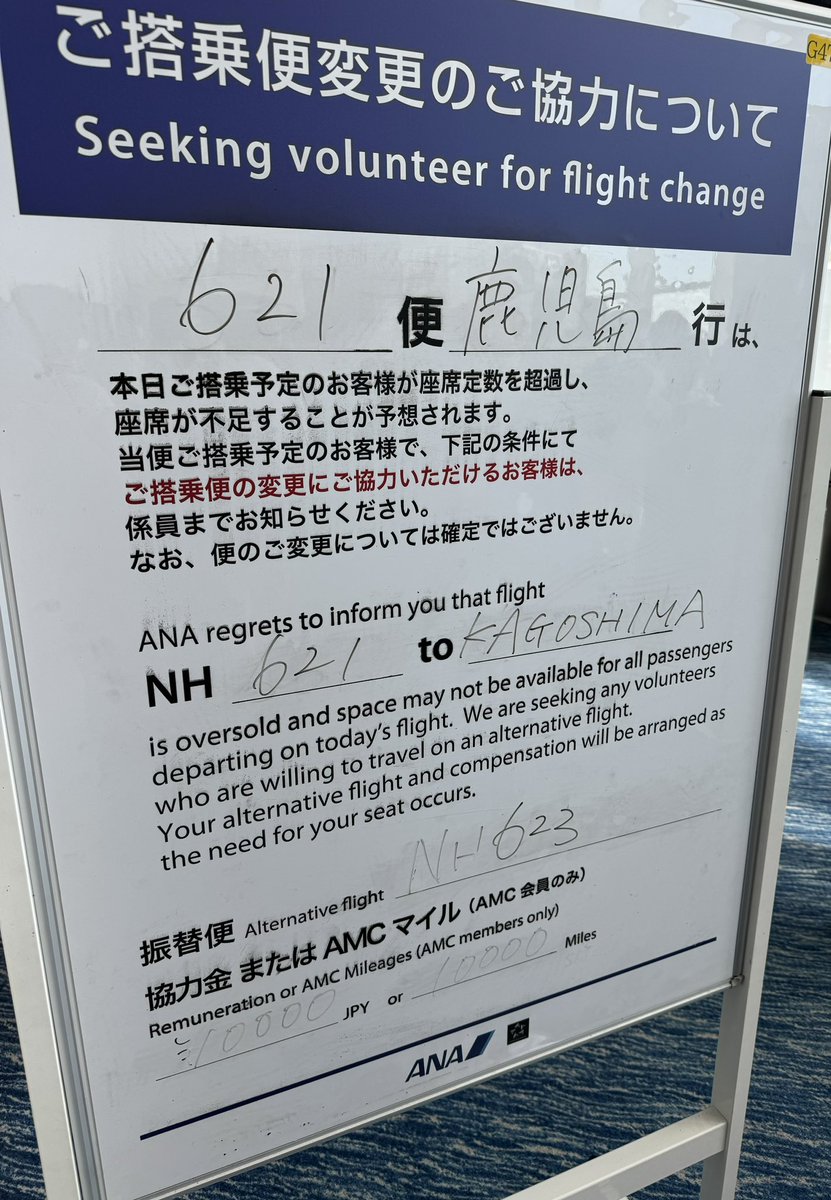 ご搭乗便変更のご協力について
Seeking volunteer for flight change
621 便 鹿児島 行は、
本日ご搭乗予定のお客様が座席定数を超過し、
座席が不足することが予想されます。
当便ご搭乗予定のお客様で、下記の条件にて
ご搭乗便の変更にご協力いただけるお客様は、
係員までお知らせください。
なお、便のご変更については確定ではございません。
ANA regrets to inform you that flight
NH 621 to KAGOSHIMA
is oversold and space may not be available for all passengers
departing on today's flight. We are seeking any volunteers
who are willing to travel on an alternative flight.
Your alternative flight and compensation will be arranged as
the need for your seat occurs.
振替便 Alternative flight NH623
協力金 または AMC マイル（AMC 会員のみ）
Remuneration or AMC Mileages (AMC members only)
10000 JPY or 10000 Miles
ANA